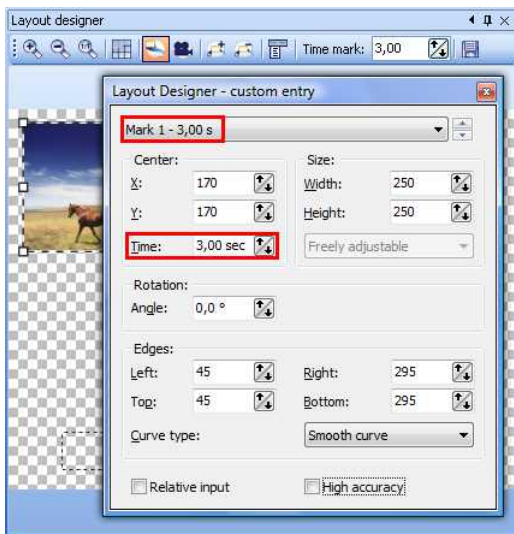 Layout designer
Time mark: 3,00
Layout Designer - custom entry
Mark 1 - 3,00 s
Center:
Size:
X: 170
Width: 250
Y: 170
Height: 250
Time: 3,00 sec
Freely adjustable
Rotation:
Angle: 0,0 °
Edges:
Left: 45
Right: 295
Top: 45
Bottom: 295
Curve type:
Smooth curve
Relative input
High accuracy